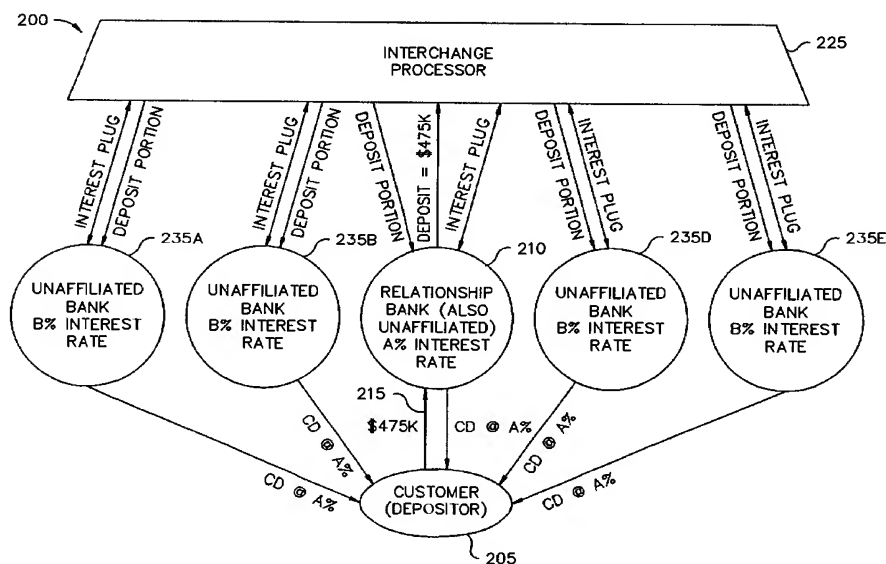 200
INTERCHANGE
PROCESSOR
225
INTEREST PLUG
DEPOSIT PORTION
INTEREST PLUG
DEPOSIT PORTION
DEPOSIT PORTION
DEPOSIT = $475K
INTEREST PLUG
DEPOSIT PORTION
INTEREST PLUG
DEPOSIT PORTION
INTEREST PLUG
235A
235B
210
235D
235E
UNAFFILIATED
BANK
B% INTEREST
RATE
UNAFFILIATED
BANK
B% INTEREST
RATE
RELATIONSHIP
BANK (ALSO
UNAFFILIATED)
A% INTEREST
RATE
UNAFFILIATED
BANK
B% INTEREST
RATE
UNAFFILIATED
BANK
B% INTEREST
RATE
215
$475K
CD @ A%
CD @ A%
CD @ A%
CD @ A%
CD @ A%
CUSTOMER
(DEPOSITOR)
205